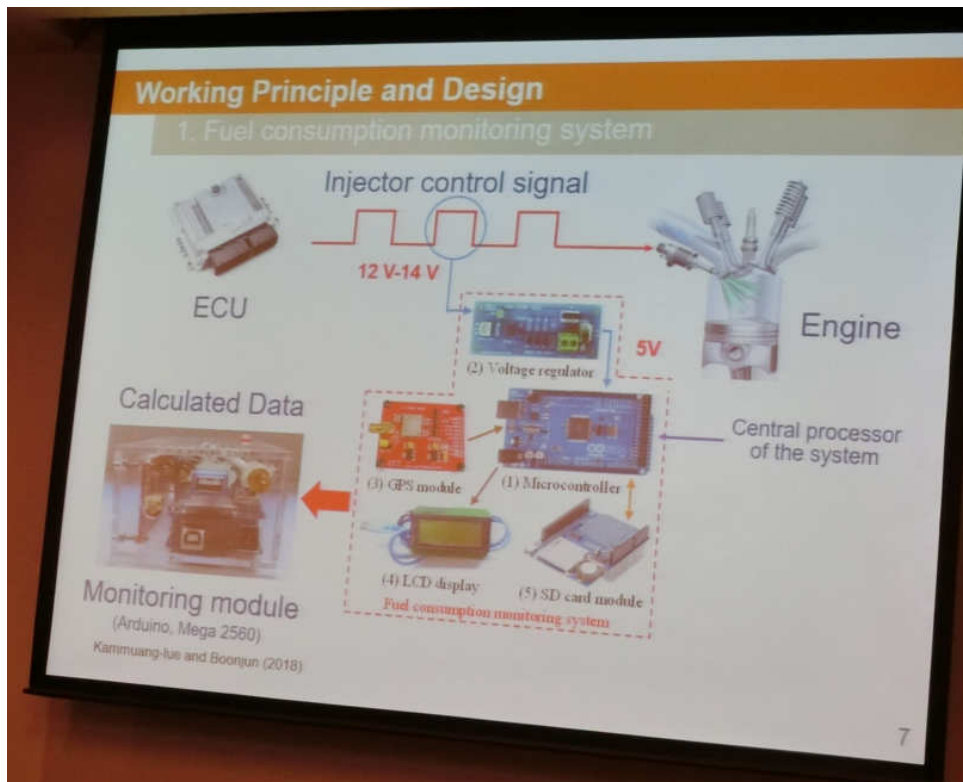 Working Principle and Design
1. Fuel consumption monitoring system
Injector control signal
12 V-14 V
ECU
Engine
5V
(2) Voltage regulator
Calculated Data
Central processor
of the system
(3) GPS module
(1) Microcontroller
(4) LCD display
(5) SD card module
Fuel consumption monitoring system
Monitoring module
(Arduino, Mega 2560)
Kammuang-lue and Boonjun (2018)
7